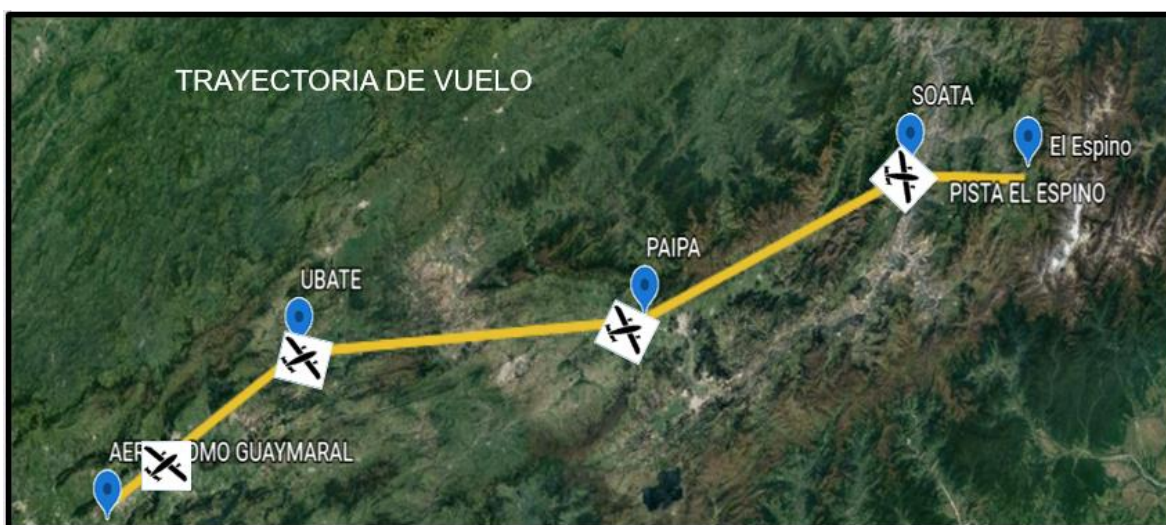 TRAYECTORIA DE VUELO
SOATA
El Espino
PISTA EL ESPINO
PAIPA
UBATE
GUAYMARAL